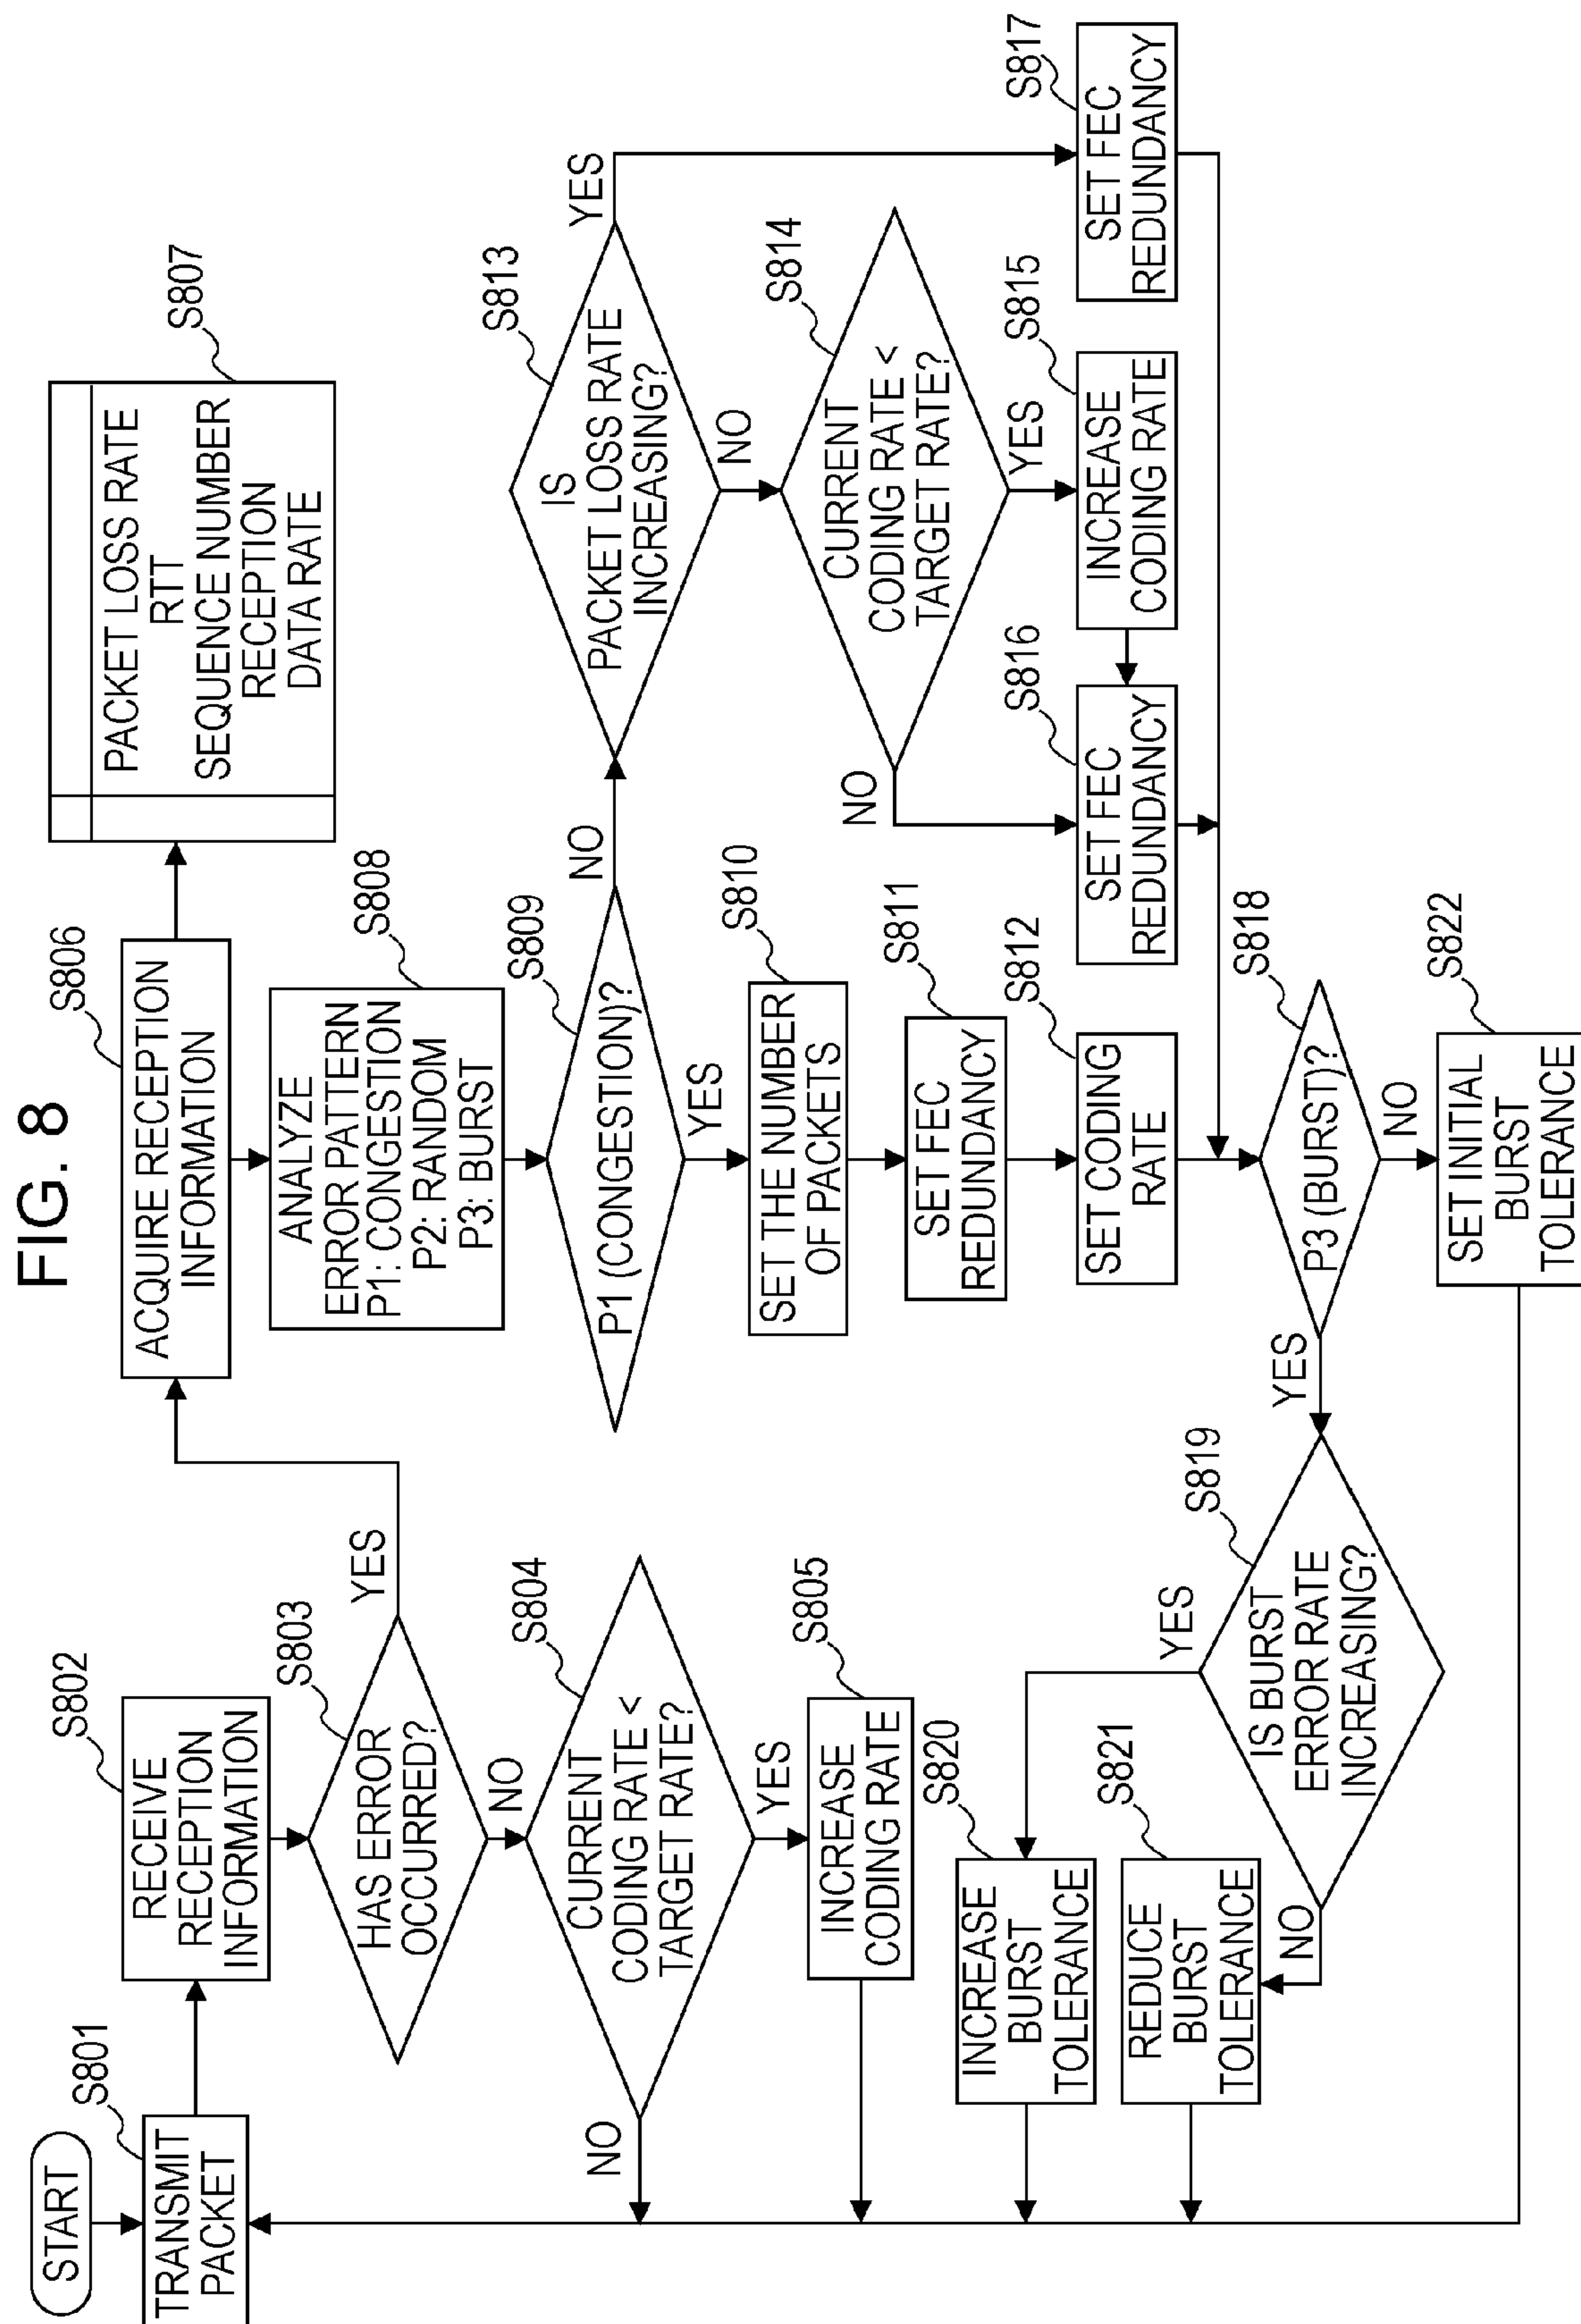 FIG. 8
START
S801
TRANSMIT
PACKET
S802
RECEIVE
RECEPTION
INFORMATION
S803
HAS ERROR
OCCURRED?
YES
NO
S804
CURRENT
CODING RATE <
TARGET RATE?
NO
YES
S805
INCREASE
CODING RATE
S806
ACQUIRE RECEPTION
INFORMATION
S807
PACKET LOSS RATE
RTT
SEQUENCE NUMBER
RECEPTION
DATA RATE
S808
ANALYZE
ERROR PATTERN
P1: CONGESTION
P2: RANDOM
P3: BURST
S809
P1 (CONGESTION)?
NO
YES
S810
SET THE NUMBER
OF PACKETS
S811
SET FEC
REDUNDANCY
S812
SET CODING
RATE
S813
IS
PACKET LOSS RATE
INCREASING?
YES
NO
S814
CURRENT
CODING RATE <
TARGET RATE?
NO
YES
S815
INCREASE
CODING RATE
S816
SET FEC
REDUNDANCY
S817
SET FEC
REDUNDANCY
S818
P3 (BURST)?
YES
NO
S819
IS BURST
ERROR RATE
INCREASING?
YES
NO
S820
INCREASE
BURST
TOLERANCE
S821
REDUCE
BURST
TOLERANCE
S822
SET INITIAL
BURST
TOLERANCE